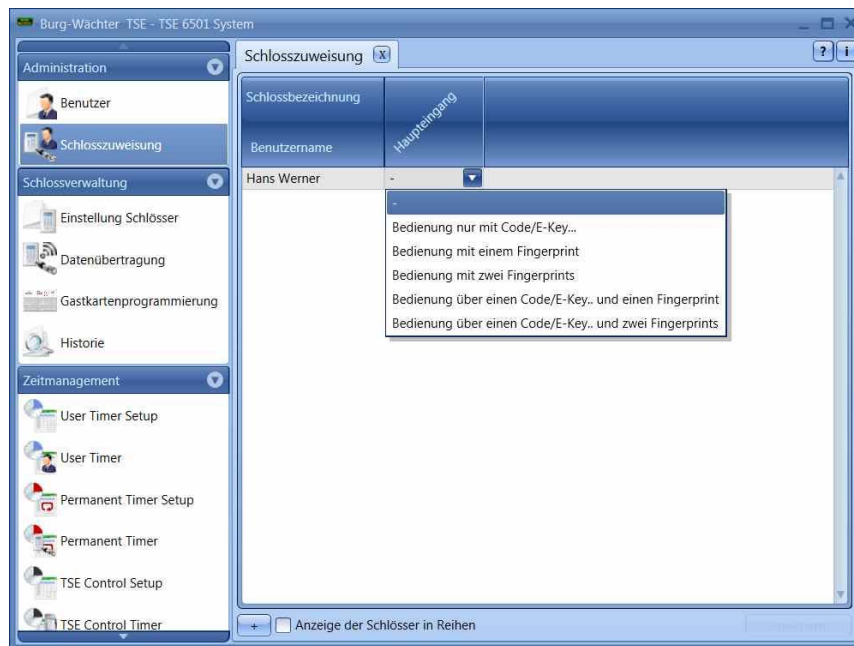 Burg-Wächter TSE - TSE 6501 System
Administration
Benutzer
Schlosszuweisung
Schlossverwaltung
Einstellung Schlösser
Datenübertragung
Gastkartenprogrammierung
Historie
Zeitmanagement
User Timer Setup
User Timer
Permanent Timer Setup
Permanent Timer
TSE Control Setup
TSE Control Timer
Schlosszuweisung X
? i
Schlossbezeichnung
Haupteingang
Benutzername
Hans Werner -
-
Bedienung nur mit Code/E-Key...
Bedienung mit einem Fingerprint
Bedienung mit zwei Fingerprints
Bedienung über einen Code/E-Key.. und einen Fingerprint
Bedienung über einen Code/E-Key.. und zwei Fingerprints
+ Anzeige der Schlösser in Reihen